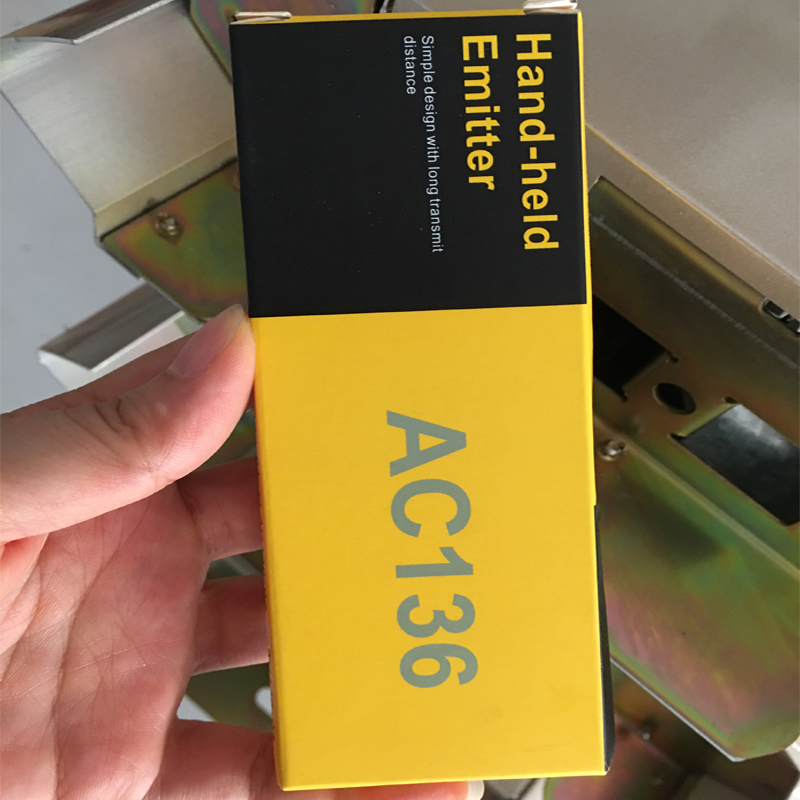 Hand-held
Emitter
Simple design with long transmit
distance
AC136